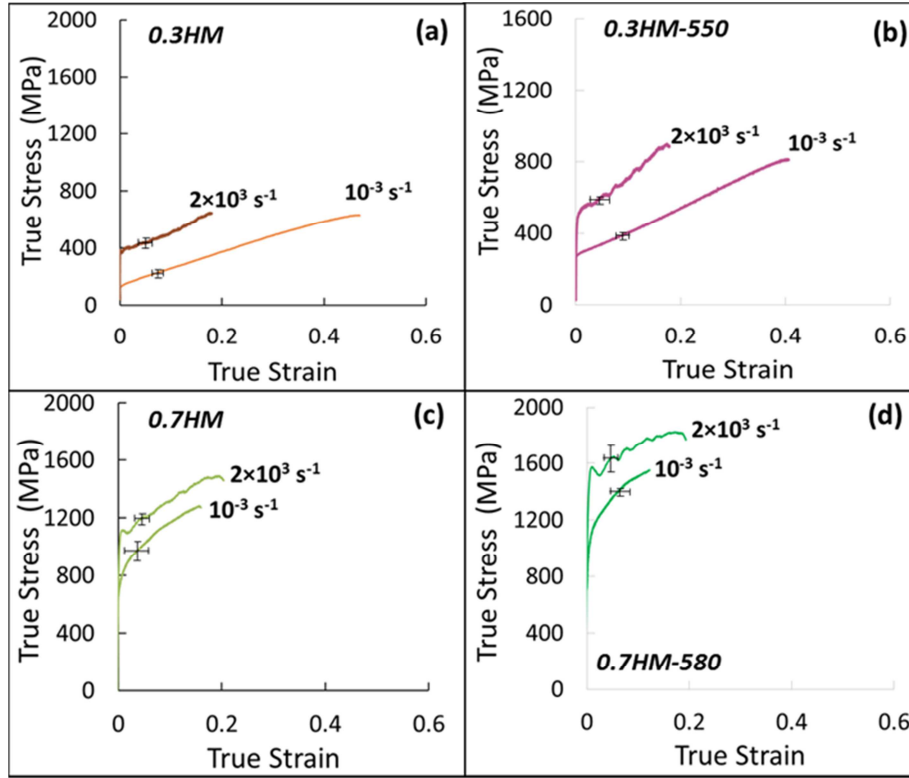 2000
0.3HM
(a)
1600
1200
800
2×10³ s⁻¹
10⁻³ s⁻¹
400
0
0
0.2
0.4
0.6
True Strain
True Stress (MPa)
1600
0.3HM-550
(b)
1200
2×10³ s⁻¹
10⁻³ s⁻¹
800
400
0
0
0.2
0.4
0.6
True Strain
True Stress (MPa)
2000
0.7HM
(c)
1600
2×10³ s⁻¹
10⁻³ s⁻¹
1200
800
400
0
0
0.2
0.4
0.6
True Strain
True Stress (MPa)
2000
(d)
2×10³ s⁻¹
1600
10⁻³ s⁻¹
1200
800
400
0.7HM-580
0
0
0.2
0.4
0.6
True Strain
True Stress (MPa)